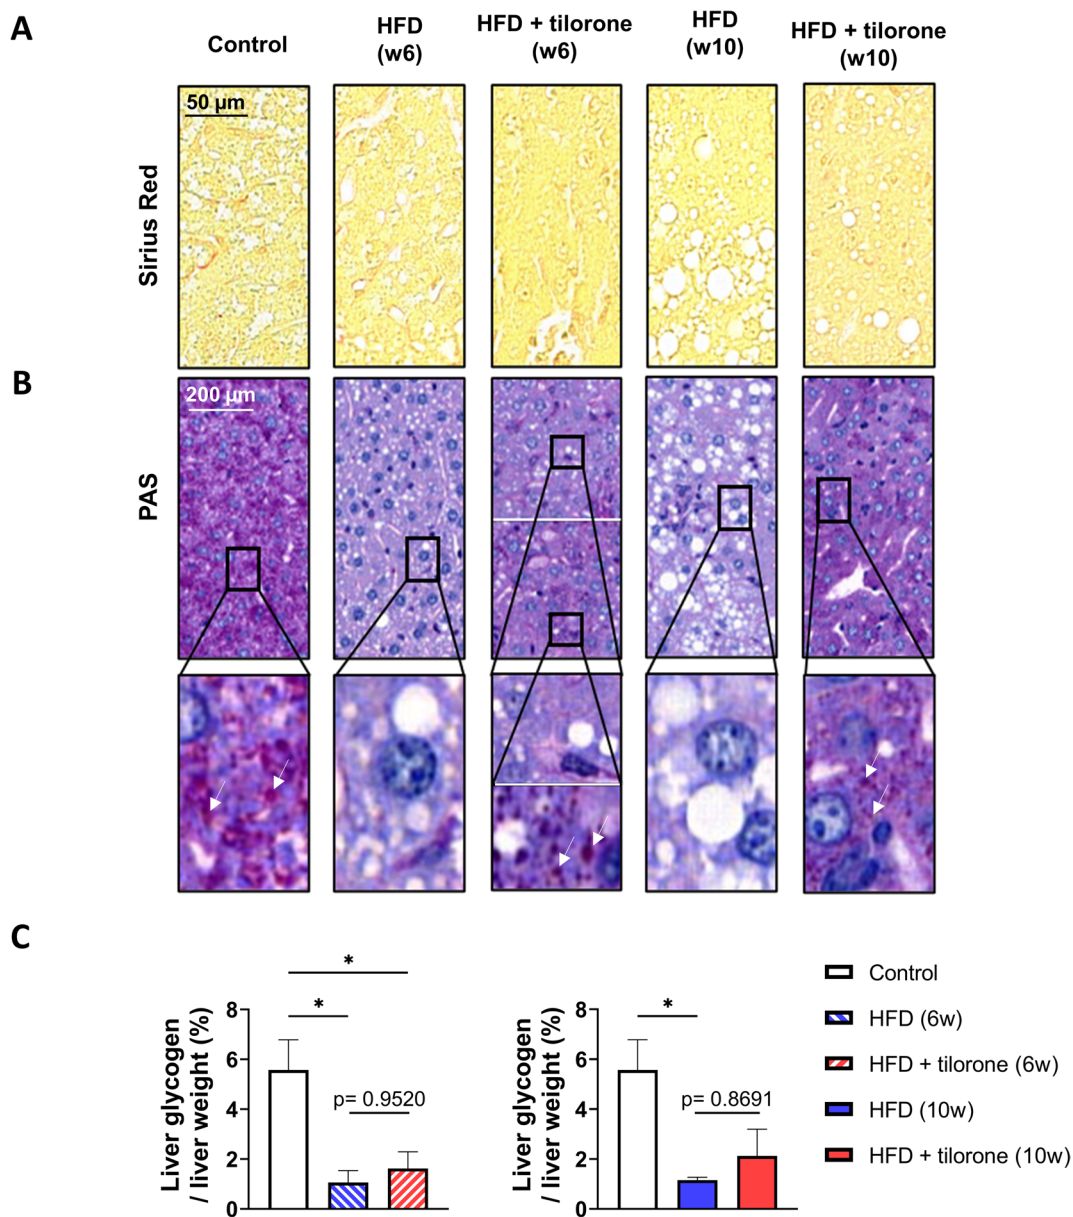 A
Control
HFD
(w6)
HFD + tilorone
(w6)
HFD
(w10)
HFD + tilorone
(w10)
50 µm
Sirius Red
B
200 µm
PAS
C
*
*
Liver glycogen
/ liver weight (%)
8
6
4
2
0
p= 0.9520
*
Liver glycogen
/ liver weight (%)
8
6
4
2
0
p= 0.8691
Control
HFD (6w)
HFD + tilorone (6w)
HFD (10w)
HFD + tilorone (10w)